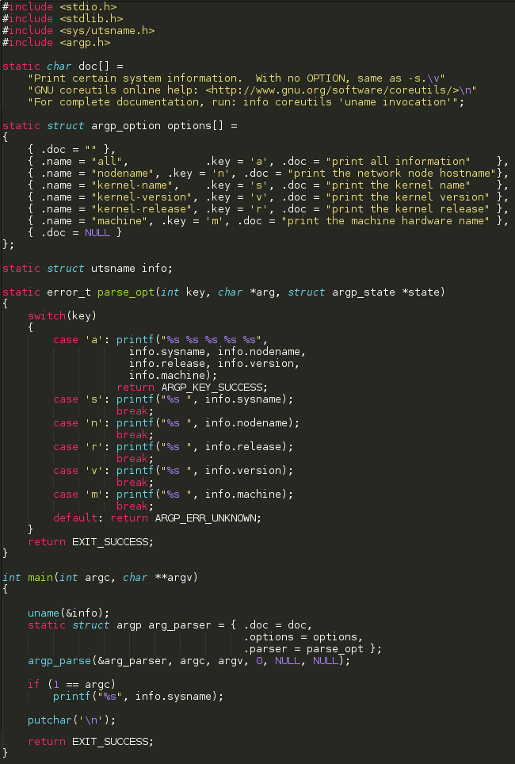 #include <stdio.h>
#include <stdlib.h>
#include <sys/utsname.h>
#include <argp.h>

static char doc[] =
    "Print certain system information.  With no OPTION, same as -s.\v"
    "GNU coreutils online help: <http://www.gnu.org/software/coreutils/>\n"
    "For complete documentation, run: info coreutils 'uname invocation'";

static struct argp_option options[] =
{
    { .doc = "" },
    { .name = "all",            .key = 'a', .doc = "print all information"    },
    { .name = "nodename", .key = 'n', .doc = "print the network node hostname"},
    { .name = "kernel-name",    .key = 's', .doc = "print the kernel name"    },
    { .name = "kernel-version", .key = 'v', .doc = "print the kernel version" },
    { .name = "kernel-release", .key = 'r', .doc = "print the kernel release" },
    { .name = "machine", .key = 'm', .doc = "print the machine hardware name" },
    { .doc = NULL }
};

static struct utsname info;

static error_t parse_opt(int key, char *arg, struct argp_state *state)
{
    switch(key)
    {
        case 'a': printf("%s %s %s %s %s",
                    info.sysname, info.nodename,
                    info.release, info.version,
                    info.machine);
                  return ARGP_KEY_SUCCESS;
        case 's': printf("%s ", info.sysname);
                  break;
        case 'n': printf("%s ", info.nodename);
                  break;
        case 'r': printf("%s ", info.release);
                  break;
        case 'v': printf("%s ", info.version);
                  break;
        case 'm': printf("%s ", info.machine);
                  break;
        default: return ARGP_ERR_UNKNOWN;
    }
    return EXIT_SUCCESS;
}

int main(int argc, char **argv)
{

    uname(&info);
    static struct argp arg_parser = { .doc = doc,
                                      .options = options,
                                      .parser = parse_opt };
    argp_parse(&arg_parser, argc, argv, 0, NULL, NULL);

    if (1 == argc)
        printf("%s", info.sysname);

    putchar('\n');

    return EXIT_SUCCESS;
}